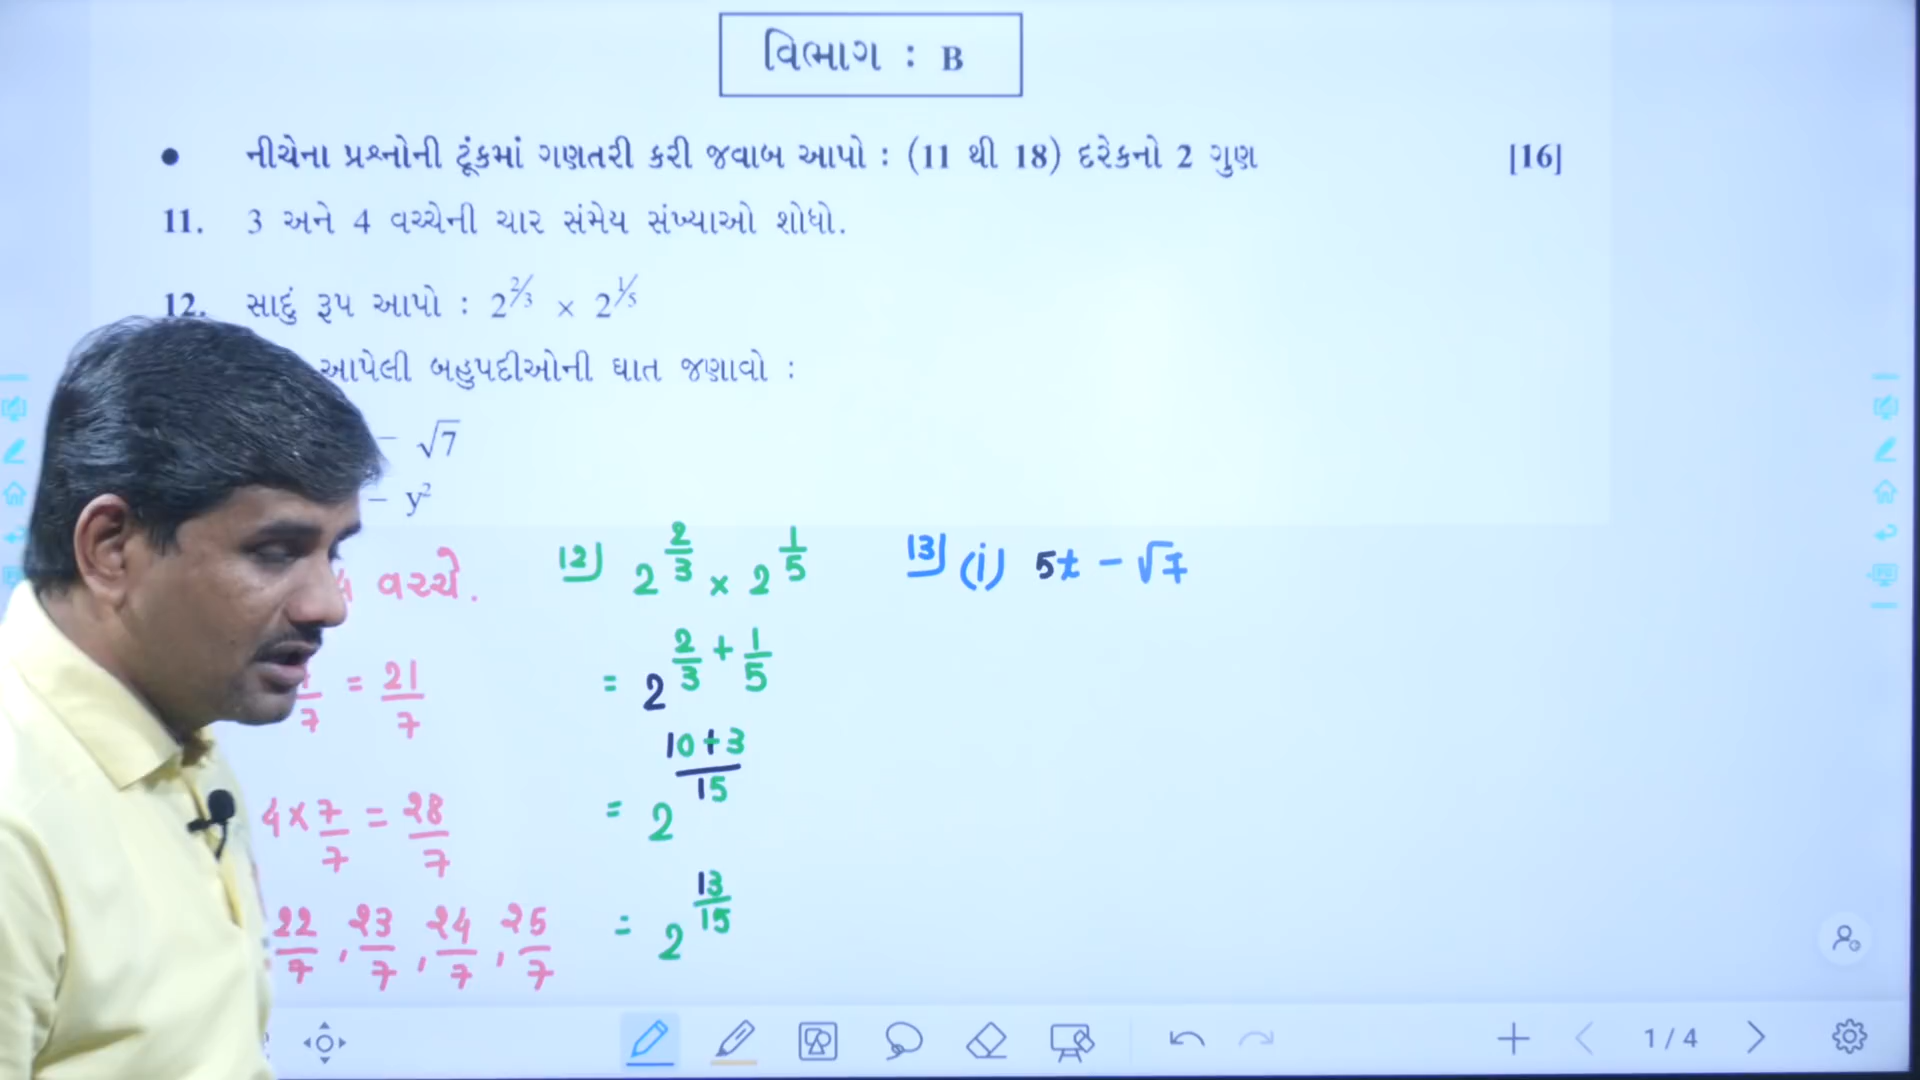 વિભાગ : B
• નીચેના પ્રશ્નોની ટૂંકમાં ગણતરી કરી જવાબ આપો : (11 થી 18) દરેકનો 2 ગુણ [16]
11. 3 અને 4 વચ્ચેની ચાર સંમેય સંખ્યાઓ શોધો.
12. સાદું રૂપ આપો : 2^{2/3} × 2^{1/5}
આપેલી બહુપદીઓની ઘાત જણાવો :
– √7
– y²
4 વચ્ચે.
7/7 = 21/7
4 × 7/7 = 28/7
22/7 , 23/7 , 24/7 , 25/7
12) 2^{2/3} × 2^{1/5}
= 2^{2/3 + 1/5}
= 2^{(10+3)/15}
= 2^{13/15}
13) (i) 5t – √7
1 / 4